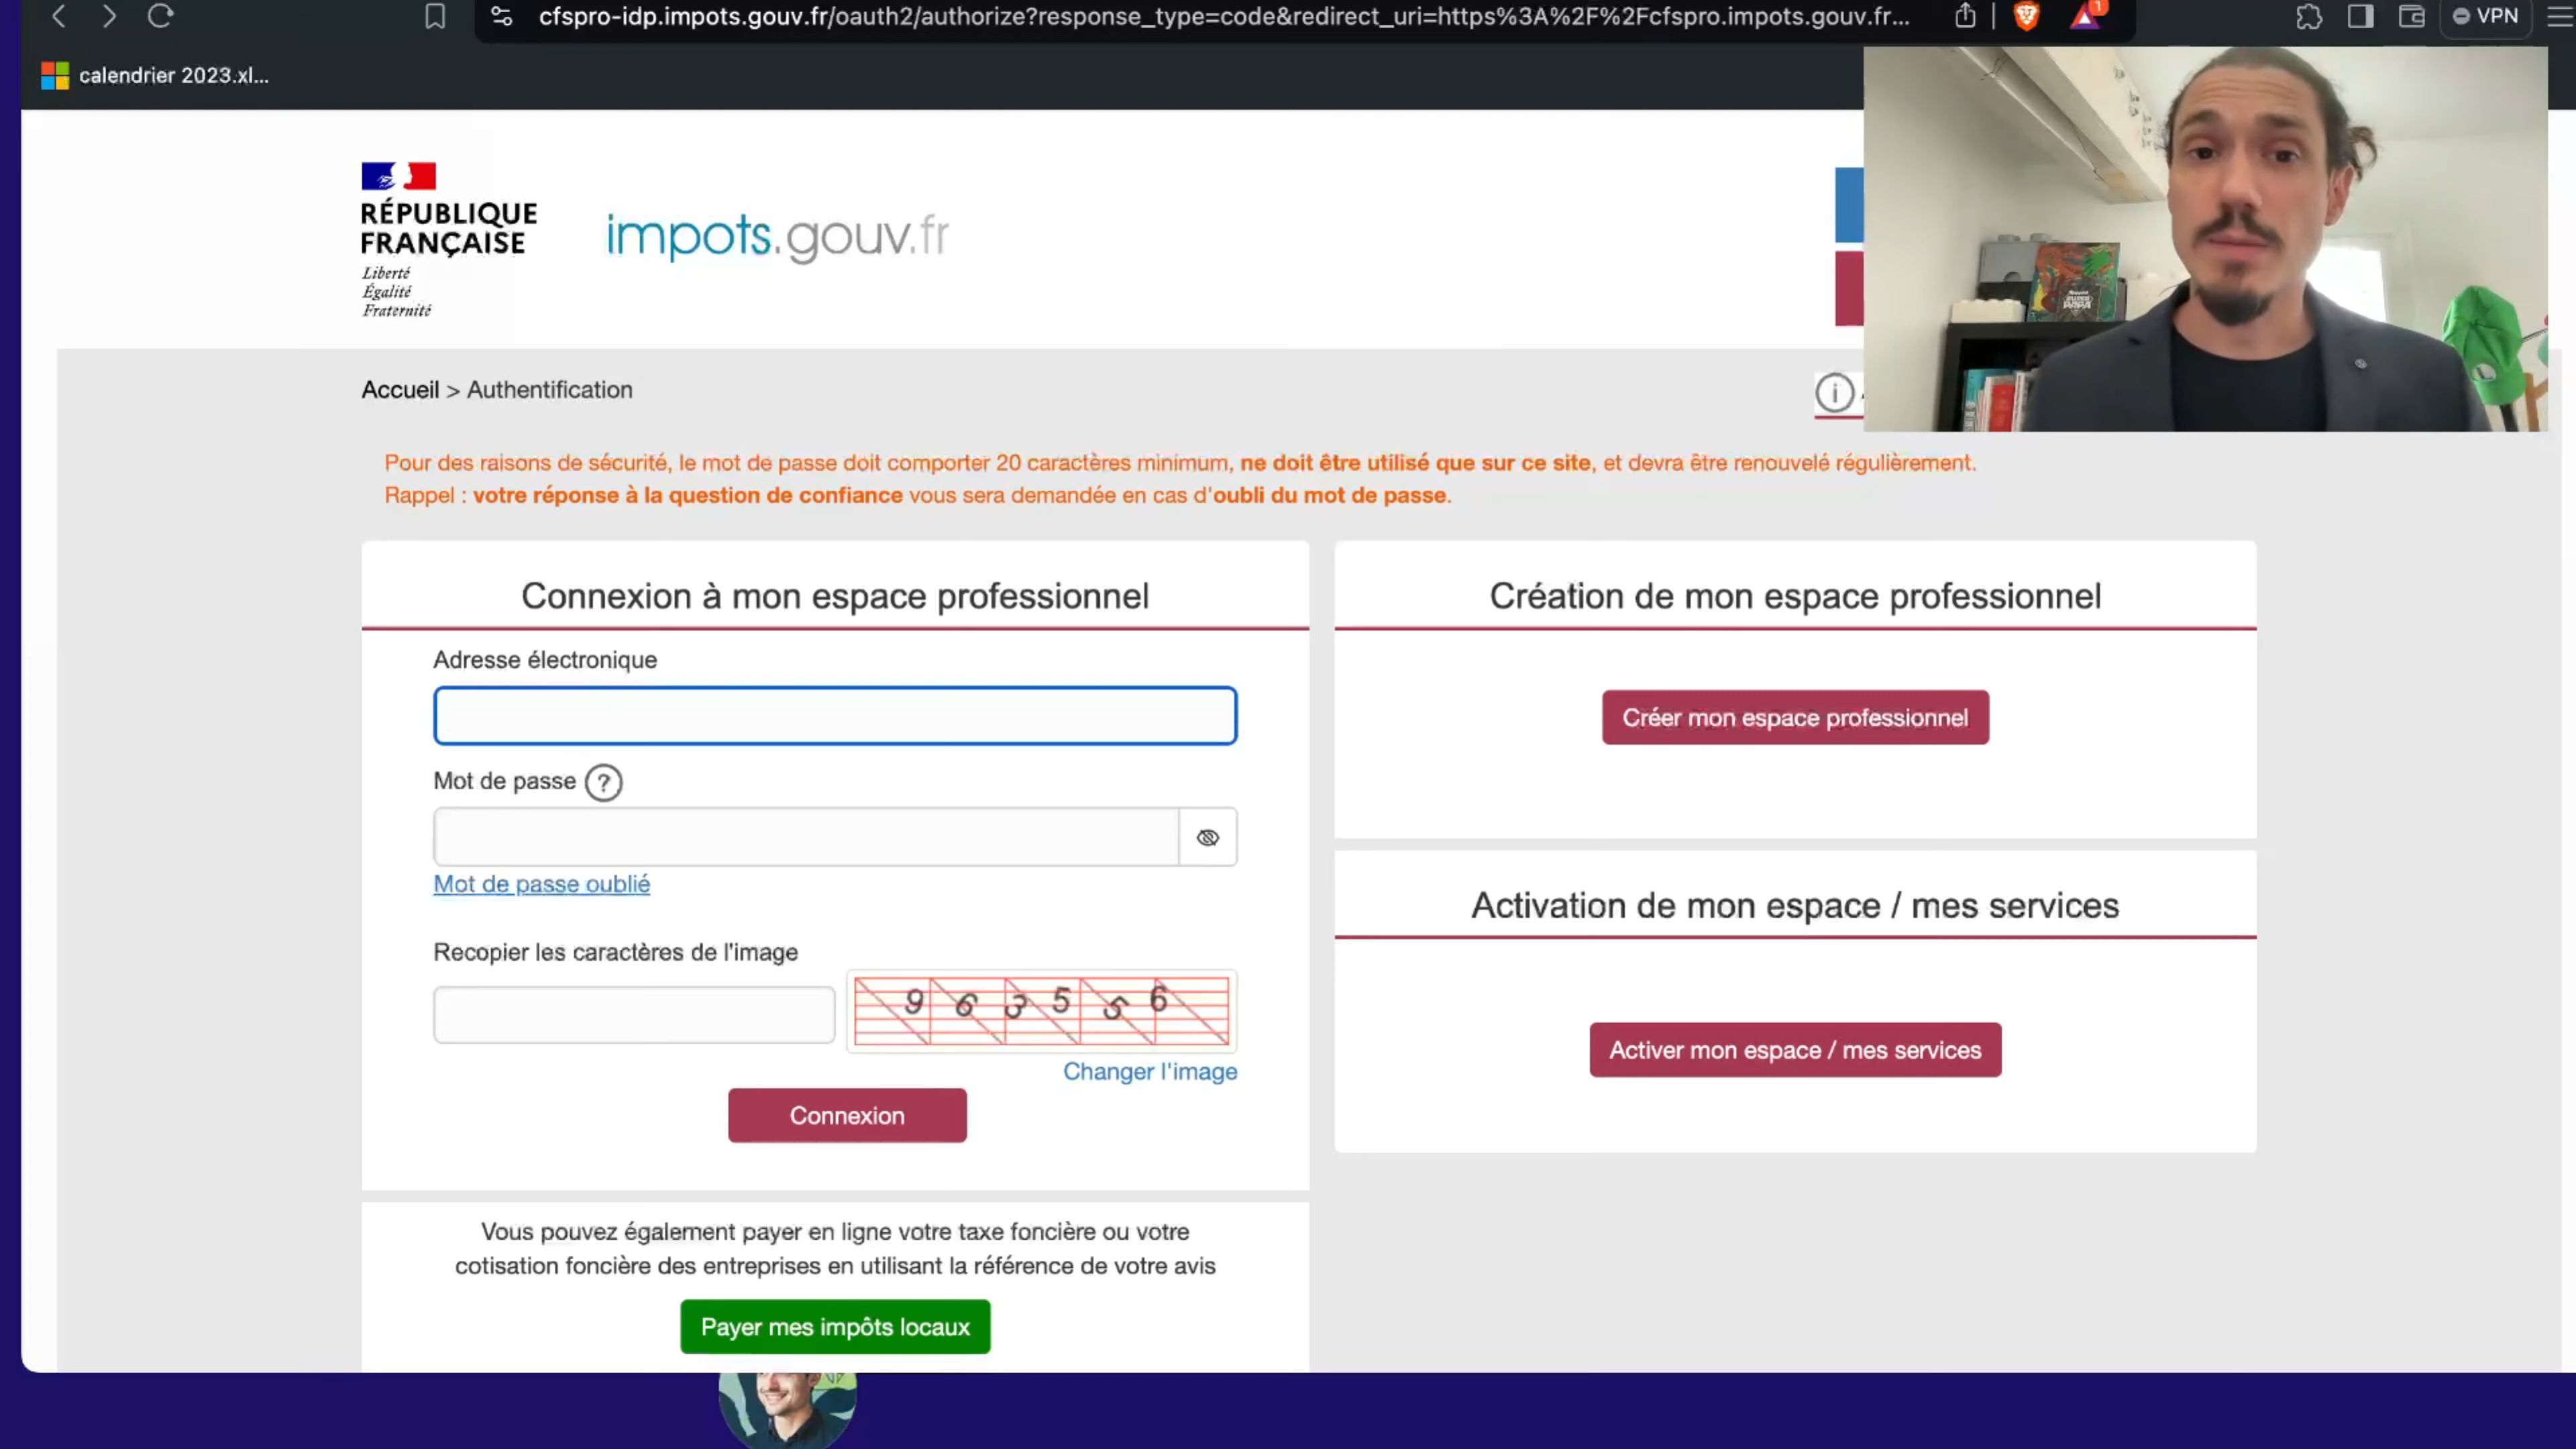 cfspro-idp.impots.gouv.fr/oauth2/authorize?response_type=code&redirect_uri=https%3A%2F%2Fcfspro.impots.gouv.fr...
1
VPN
calendrier 2023.xl...
RÉPUBLIQUE
FRANÇAISE
Liberté
Égalité
Fraternité
impots.gouv.fr
SUPER
PAPA
Accueil > Authentification
Pour des raisons de sécurité, le mot de passe doit comporter 20 caractères minimum, ne doit être utilisé que sur ce site, et devra être renouvelé régulièrement.
Rappel : votre réponse à la question de confiance vous sera demandée en cas d'oubli du mot de passe.
Connexion à mon espace professionnel
Adresse électronique
Mot de passe ?
Mot de passe oublié
Recopier les caractères de l'image
9 6 3 5 5 6
Changer l'image
Connexion
Vous pouvez également payer en ligne votre taxe foncière ou votre
cotisation foncière des entreprises en utilisant la référence de votre avis
Payer mes impôts locaux
Création de mon espace professionnel
Créer mon espace professionnel
Activation de mon espace / mes services
Activer mon espace / mes services